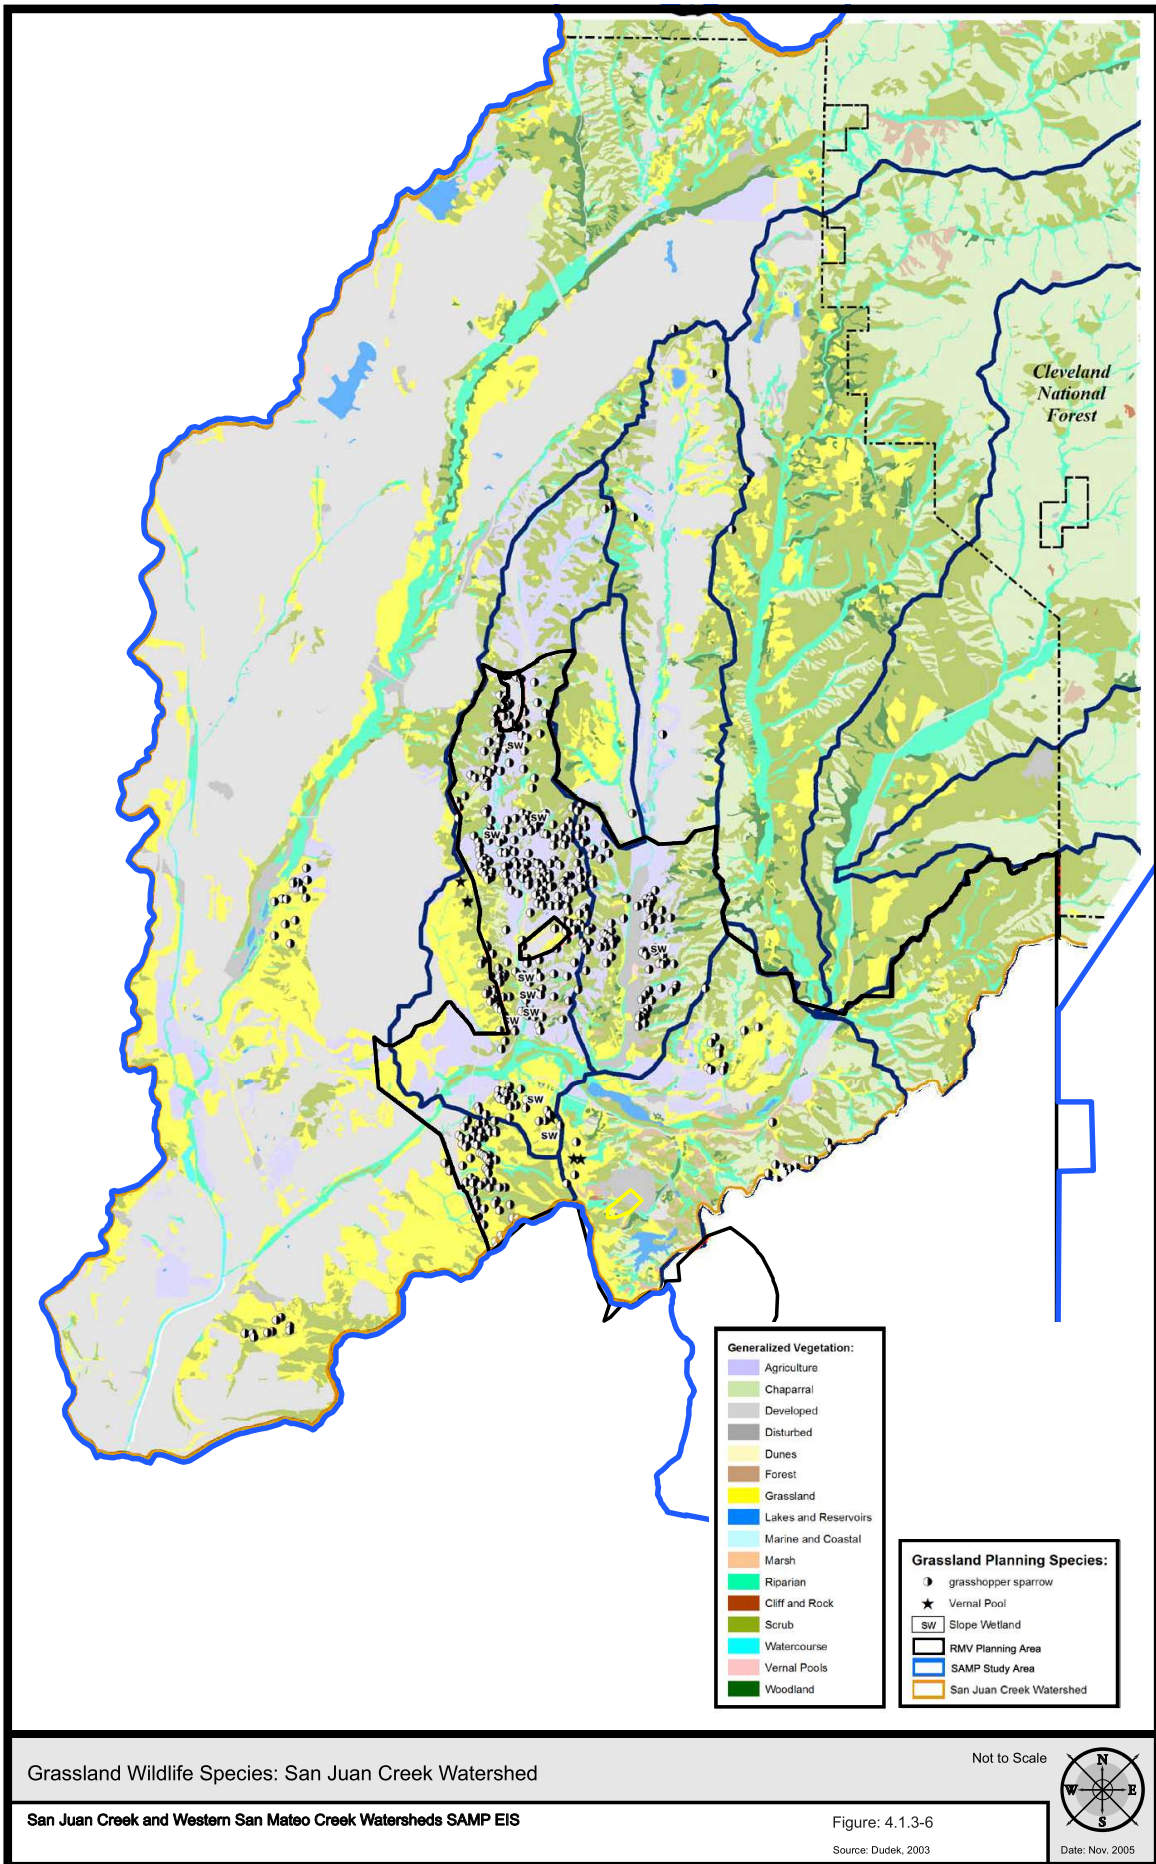 Cleveland
National
Forest
SW
SW
SW
SW
SW
SW
SW
SW
SW
SW
Generalized Vegetation:
Agriculture
Chaparral
Developed
Disturbed
Dunes
Forest
Grassland
Lakes and Reservoirs
Marine and Coastal
Marsh
Riparian
Cliff and Rock
Scrub
Watercourse
Vernal Pools
Woodland
Grassland Planning Species:
grasshopper sparrow
Vernal Pool
SW Slope Wetland
RMV Planning Area
SAMP Study Area
San Juan Creek Watershed
Grassland Wildlife Species: San Juan Creek Watershed
Not to Scale
N
W E
S
San Juan Creek and Western San Mateo Creek Watersheds SAMP EIS
Figure: 4.1.3-6
Source: Dudek, 2003
Date: Nov. 2005